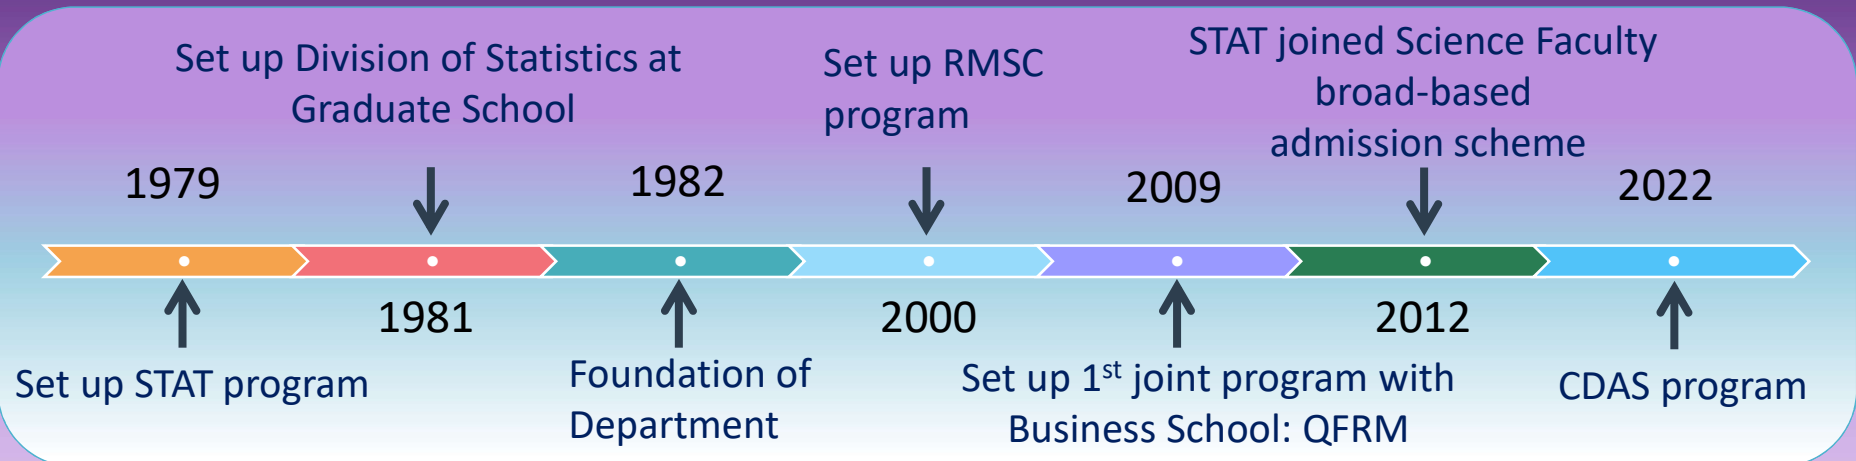 Set up Division of Statistics at
Graduate School
Set up RMSC
program
STAT joined Science Faculty
broad-based
admission scheme
1979
1982
2009
2022
1981
2000
2012
Set up STAT program
Foundation of
Department
Set up 1st joint program with
Business School: QFRM
CDAS program